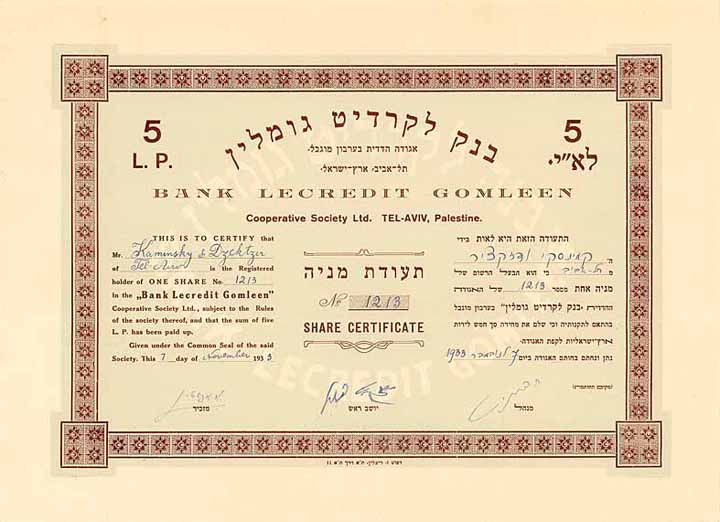 5
L. P.
בנק לקרדיט גומלין
אגודה הדדית בערבון מוגבל·
תל־אביב, ארץ־ישראל·
5
לא״י·
BANK LECREDIT GOMLEEN
Cooperative Society Ltd. TEL-AVIV, Palestine.
THIS IS TO CERTIFY that
Mr. Kaminsky & Dzektzer
of Tel-Aviv is the Registered
holder of ONE SHARE No. 1213
in the "Bank Lecredit Gomleen"
Cooperative Society Ltd., subject to the Rules
of the society thereof, and that the sum of five
L. P. has been paid up.
Given under the Common Seal of the said
Society. This 7 day of November 1933
תעודת מניה
No 1213
SHARE CERTIFICATE
התעודה הזאת היא לאות כי
ה' קמינסקי ודזקציר
מתל-אביב הוא הבעל הרשום של
מניה אחת מספר 1213 של האגודה
ההדדית „בנק לקרדיט גומלין" בערבון מוגבל
בהתאם לתקנותיה וכי שלם את מחירה סך חמש לירות
ארץ־ישראליות לקפת האגודה·
נתן ונחתם בחותם האגודה ביום 7 לנובמבר 1933
(מקום החותמת)
מזכיר
יושב ראש
מנהל
LECREDIT GO